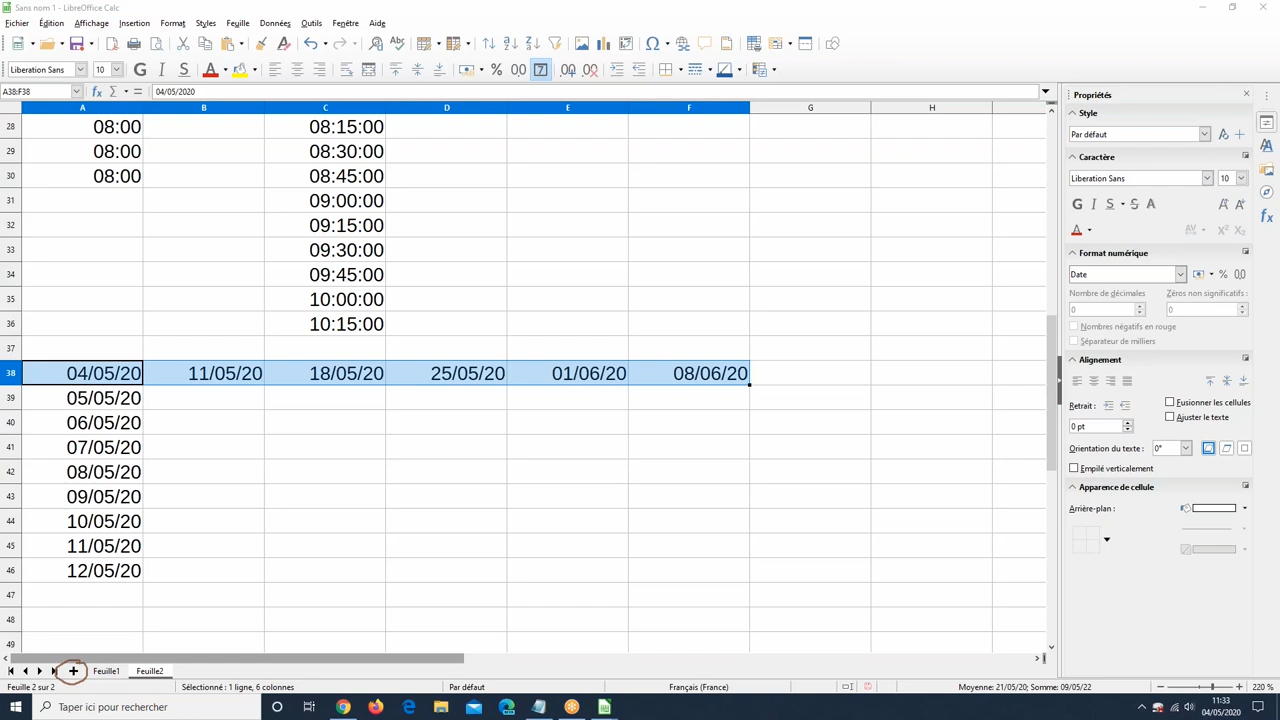 Sans nom 1 - LibreOffice Calc
Fichier Édition Affichage Insertion Format Styles Feuille Données Outils Fenêtre Aide
Liberation Sans 10 G I S
A38:F38 04/05/2020
A B C D E F G H
28 08:00 08:15:00
29 08:00 08:30:00
30 08:00 08:45:00
31 09:00:00
32 09:15:00
33 09:30:00
34 09:45:00
35 10:00:00
36 10:15:00
37
38 04/05/20 11/05/20 18/05/20 25/05/20 01/06/20 08/06/20
39 05/05/20
40 06/05/20
41 07/05/20
42 08/05/20
43 09/05/20
44 10/05/20
45 11/05/20
46 12/05/20
47
48
49
Feuille1 Feuille2
Feuille 2 sur 2 Sélectionné : 1 ligne, 6 colonnes Par défaut Français (France) Moyenne: 21/05/20; Somme: 09/05/22 220 %
Propriétés
Style
Par défaut
Caractère
Liberation Sans 10
G I S S A
A AV
Format numérique
Date
Nombre de décimales : Zéros non significatifs :
0 0
Nombres négatifs en rouge
Séparateur de milliers
Alignement
Retrait : Fusionner les cellules
0 pt Ajuster le texte
Orientation du texte : 0°
Empilé verticalement
Apparence de cellule
Arrière-plan :
Taper ici pour rechercher
11:33
04/05/2020